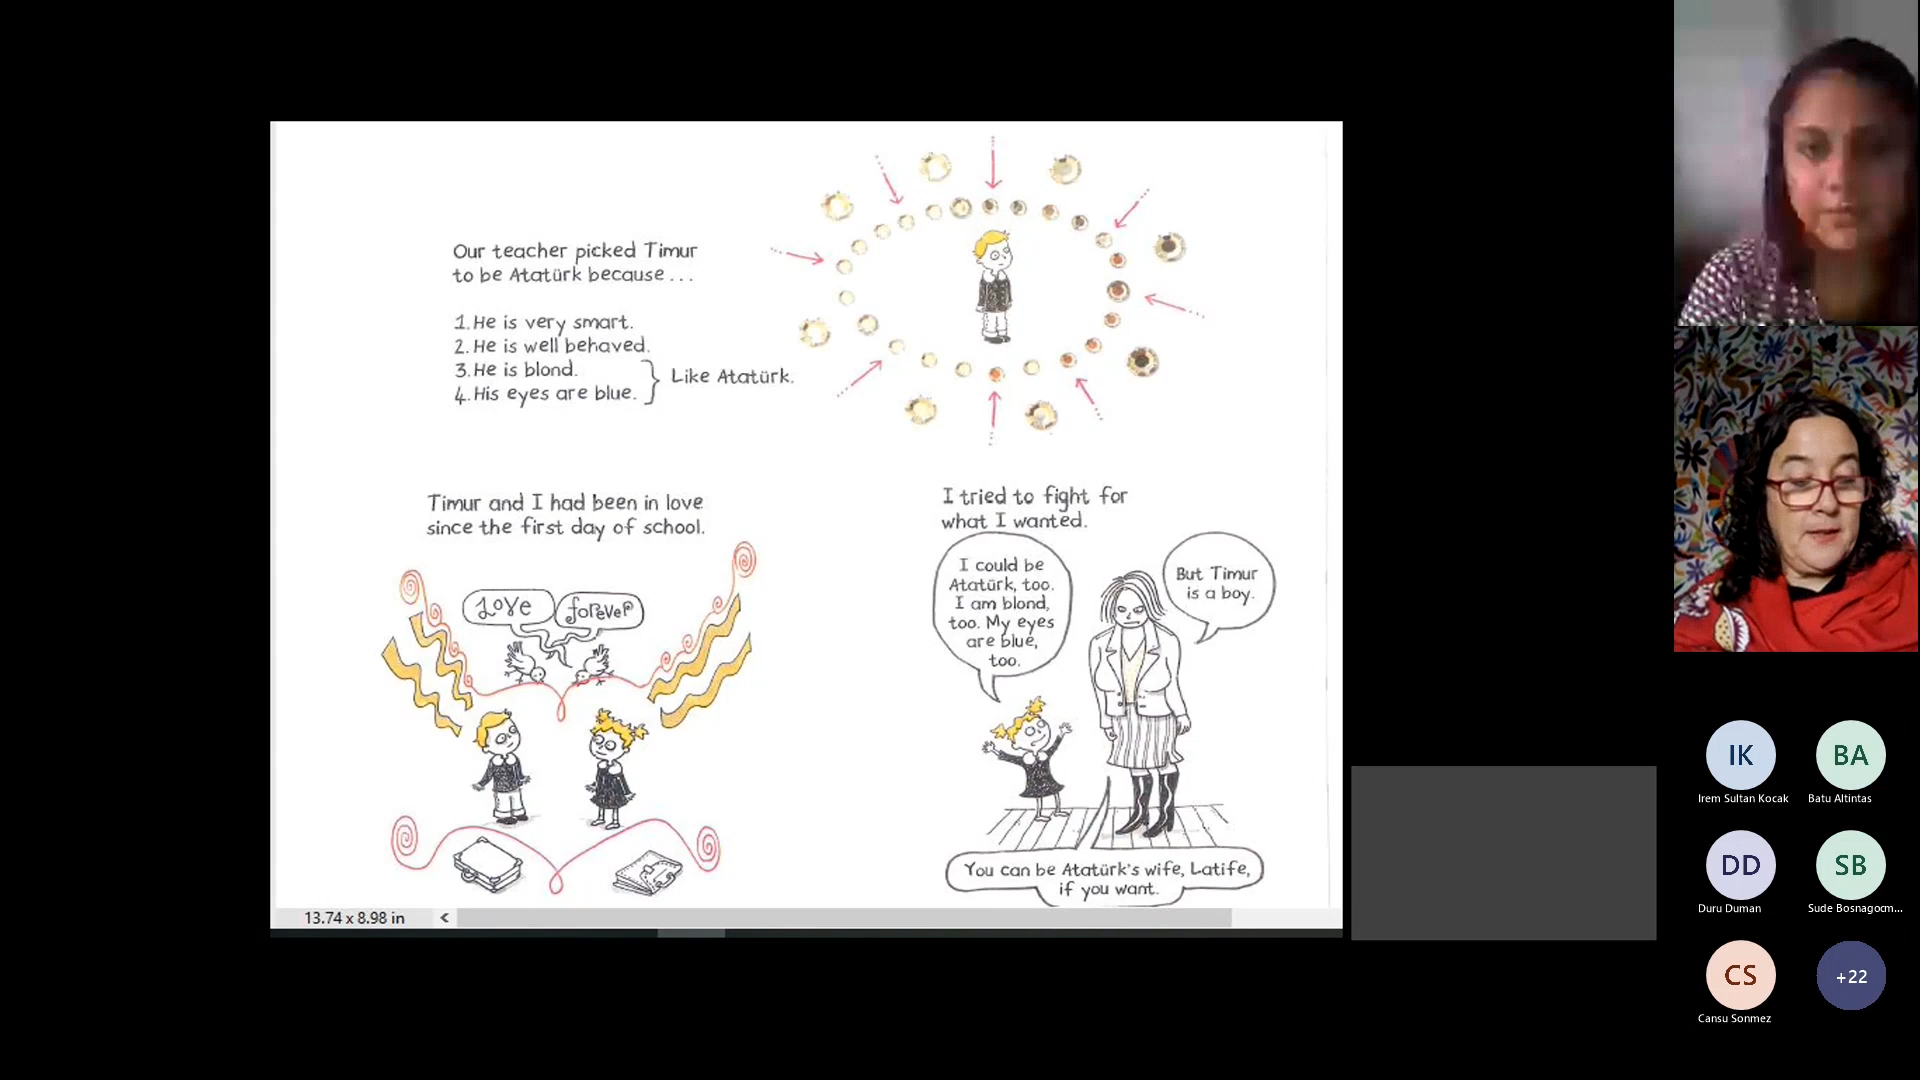 Our teacher picked Timur
to be Atatürk because ...
1. He is very smart.
2. He is well behaved.
3. He is blond.
4. His eyes are blue.
Like Atatürk.
Timur and I had been in love
since the first day of school.
Love
forever
I tried to fight for
what I wanted.
I could be
Atatürk, too.
I am blond,
too. My eyes
are blue,
too.
But Timur
is a boy.
You can be Atatürk's wife, Latife,
if you want.
13.74 x 8.98 in
<
IK
Irem Sultan Kocak
BA
Batu Altintas
DD
Duru Duman
SB
Sude Bosnagocm...
CS
Cansu Sonmez
+22